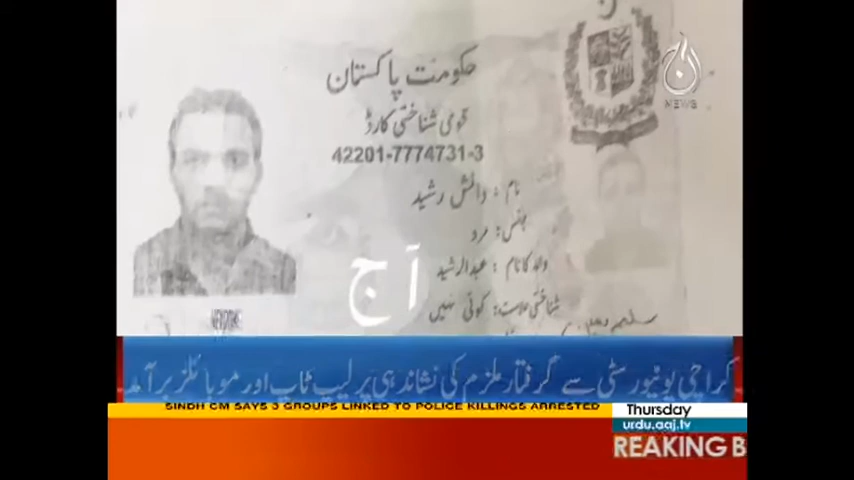 حکومت پاکستان
قومی شناختی کارڈ
42201-7774731-3
نام : دانش رشید
جنس: مرد
والد کا نام : عبدالرشید
شناختی علامت: کوئی نہیں
آج
NEWS
آج
کراچی یونیورسٹی سے گرفتار ملزم کی نشاندہی پر لیپ ٹاپ اور موبائلز برآمد
SINDH CM SAYS 3 GROUPS LINKED TO POLICE KILLINGS ARRESTED
Thursday
urdu.aaj.tv
REAKING B